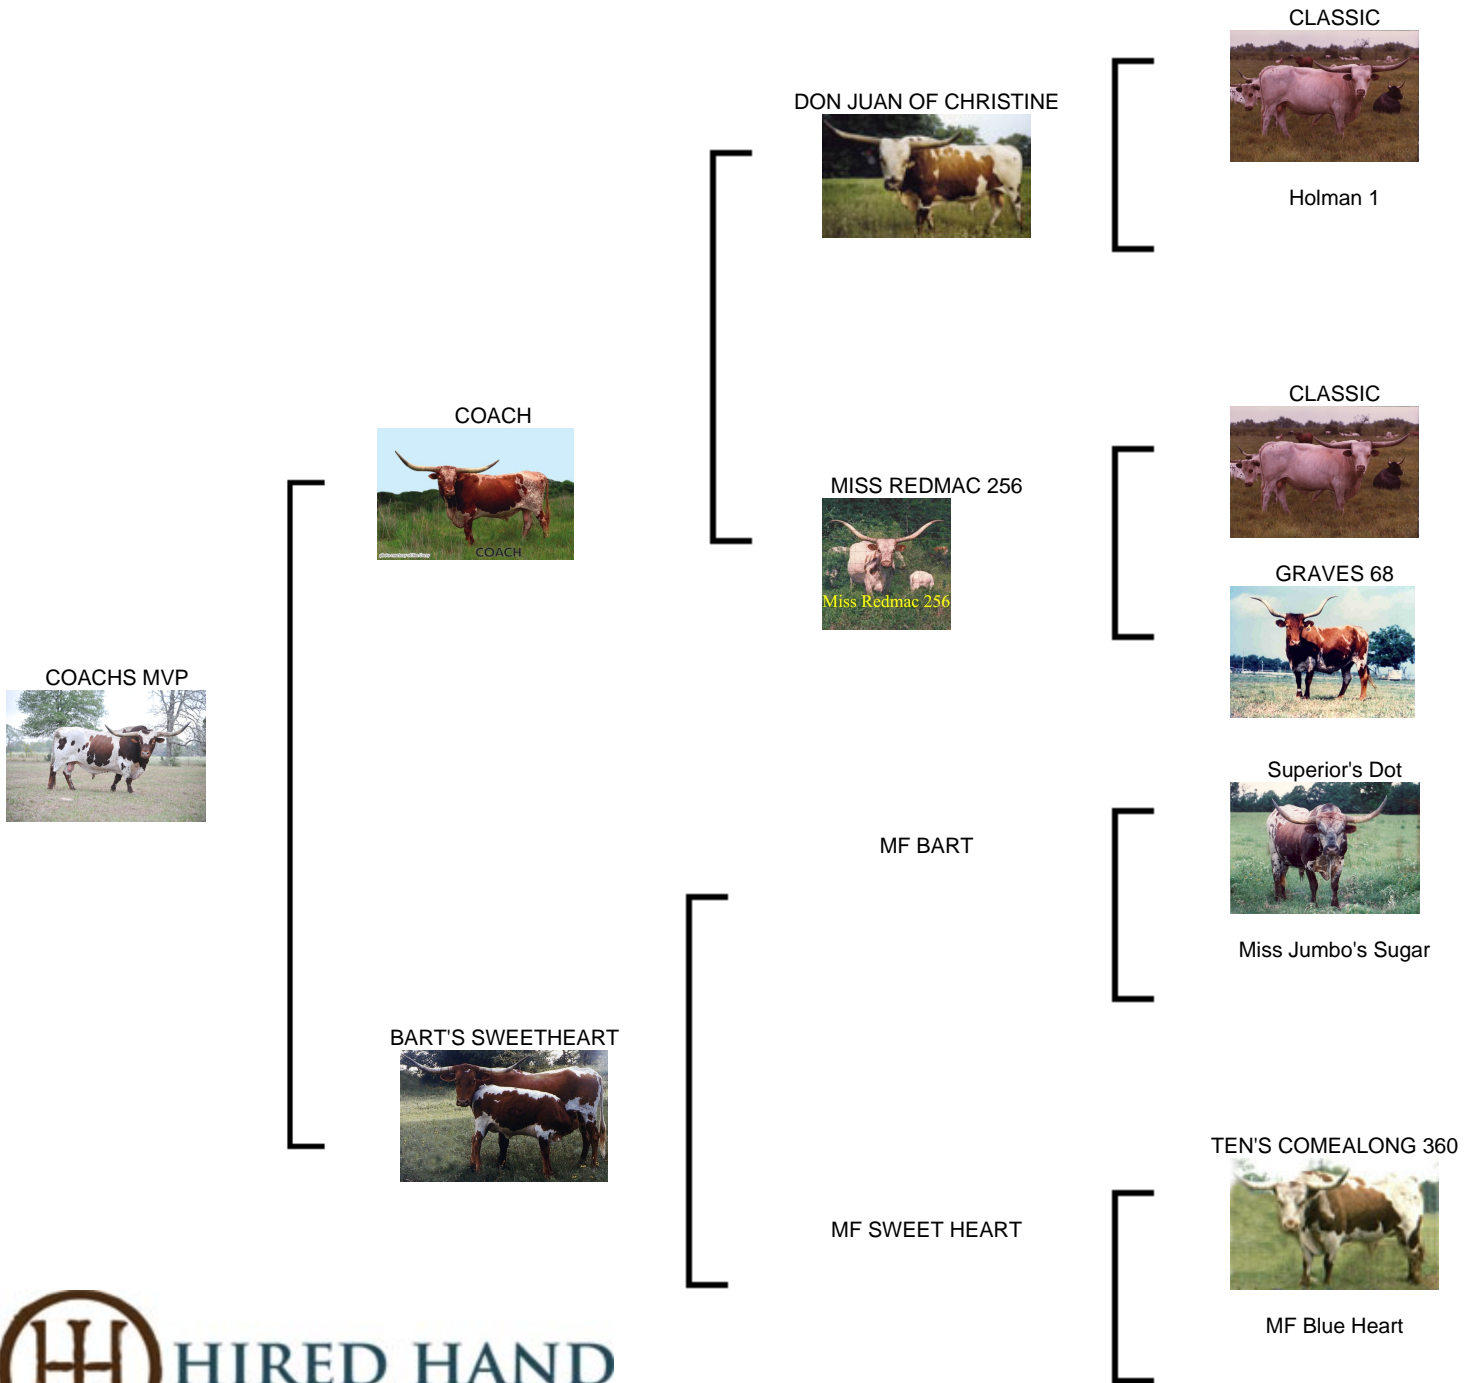 CLASSIC
DON JUAN OF CHRISTINE
Holman 1
CLASSIC
COACH
COACH
MISS REDMAC 256
Miss Redmac 256
GRAVES 68
COACHS MVP
Superior's Dot
MF BART
Miss Jumbo's Sugar
BART'S SWEETHEART
TEN'S COMEALONG 360
MF SWEET HEART
MF Blue Heart
HIRED HAND